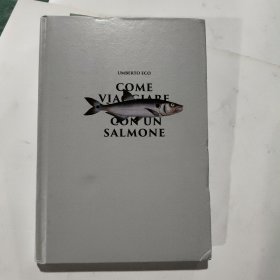 UMBERTO ECO
COME
VIAGGIARE
CON UN
SALMONE